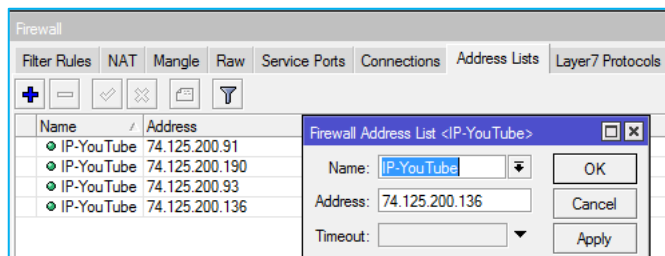 Firewall
Filter Rules NAT Mangle Raw Service Ports Connections Address Lists Layer7 Protocols
Name Address
IP-YouTube 74.125.200.91
IP-YouTube 74.125.200.190
IP-YouTube 74.125.200.93
IP-YouTube 74.125.200.136
Firewall Address List <IP-YouTube>
Name: IP-YouTube OK
Address: 74.125.200.136 Cancel
Timeout: Apply